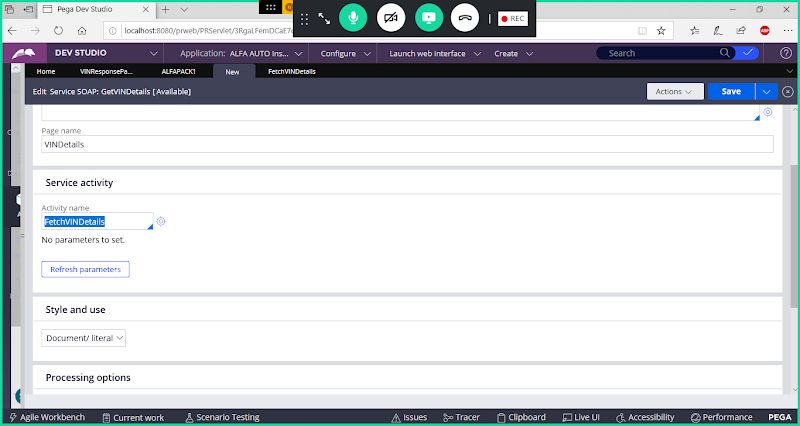 Pega Dev Studio
localhost:8080/prweb/PRServlet/3RgaLFemDCaE7
REC
ABP
DEV STUDIO
Application: ALFA AUTO Ins...
Configure
Launch web interface
Create
Search
Home
VINResponsePa...
ALFAPACK1
New
FetchVINDetails
Edit Service SOAP: GetVINDetails [Available]
Actions
Save
Page name
VINDetails
Service activity
Activity name
FetchVINDetails
No parameters to set.
Refresh parameters
Style and use
Document/ literal
Processing options
Agile Workbench
Current work
Scenario Testing
Issues
Tracer
Clipboard
Live UI
Accessibility
Performance
PEGA